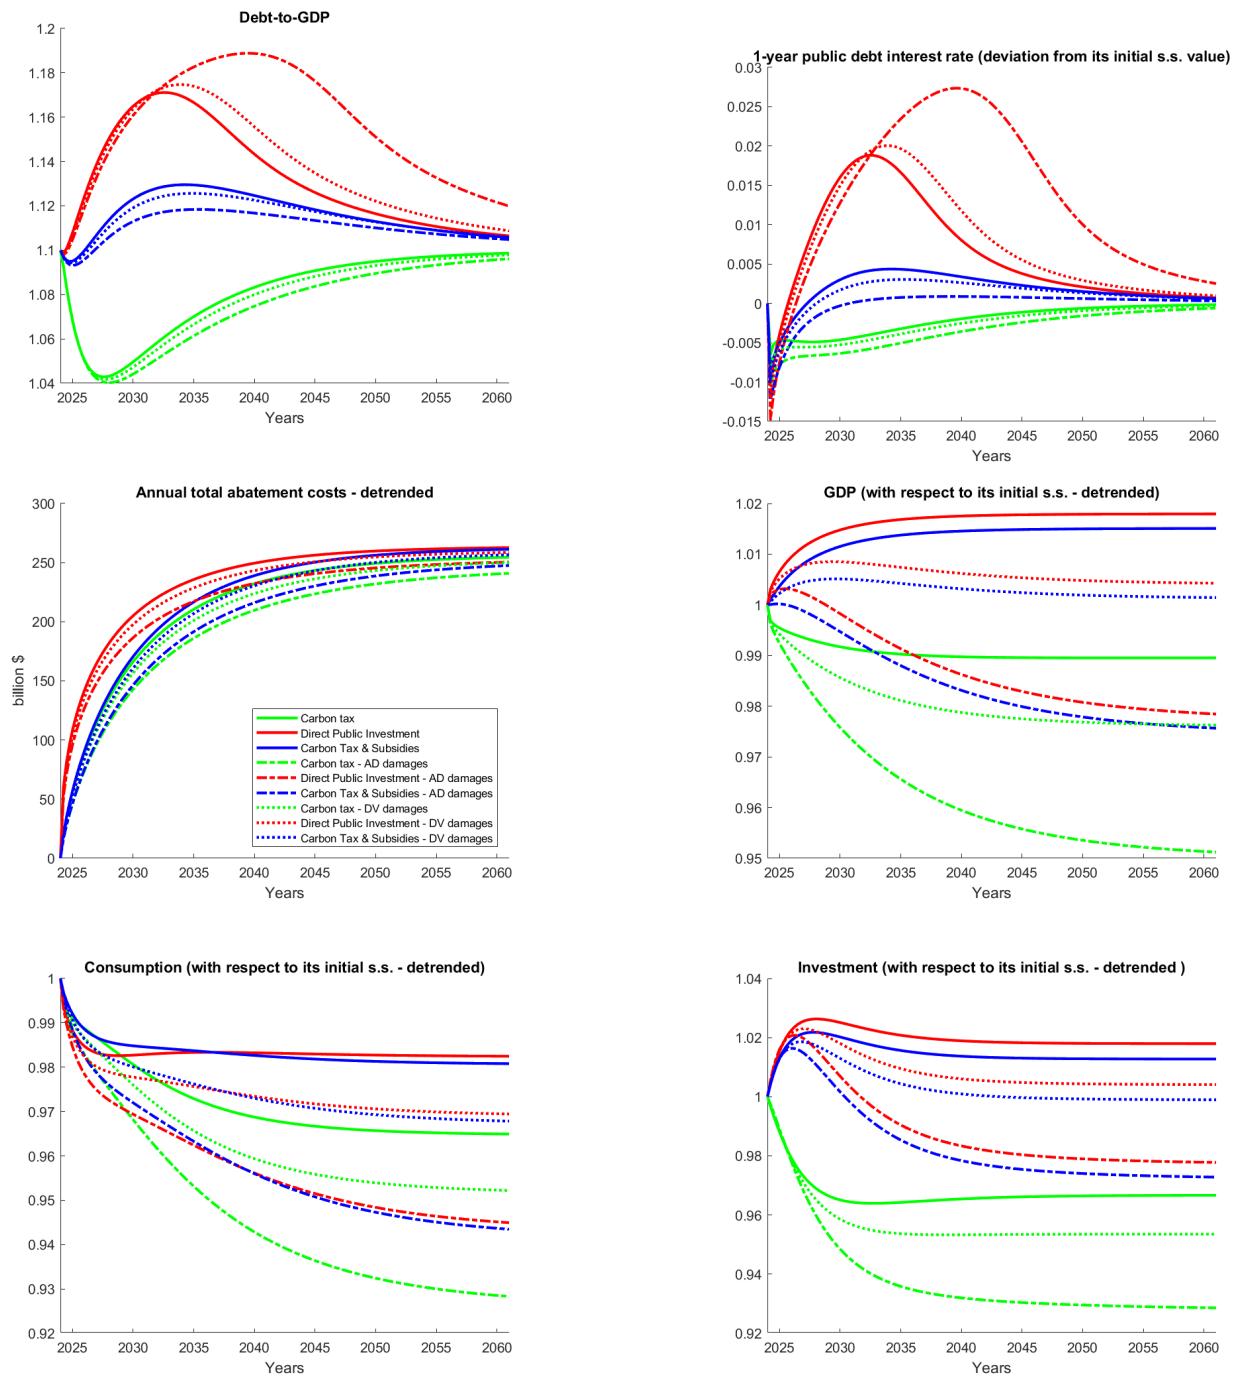 Debt-to-GDP
1.2
1.18
1.16
1.14
1.12
1.1
1.08
1.06
1.04
2025 2030 2035 2040 2045 2050 2055 2060
Years
1-year public debt interest rate (deviation from its initial s.s. value)
0.03
0.025
0.02
0.015
0.01
0.005
0
-0.005
-0.01
-0.015
2025 2030 2035 2040 2045 2050 2055 2060
Years
Annual total abatement costs - detrended
billion $
300
250
200
150
100
50
0
Carbon tax
Direct Public Investment
Carbon Tax & Subsidies
Carbon tax - AD damages
Direct Public Investment - AD damages
Carbon Tax & Subsidies - AD damages
Carbon tax - DV damages
Direct Public Investment - DV damages
Carbon Tax & Subsidies - DV damages
2025 2030 2035 2040 2045 2050 2055 2060
Years
GDP (with respect to its initial s.s. - detrended)
1.02
1.01
1
0.99
0.98
0.97
0.96
0.95
2025 2030 2035 2040 2045 2050 2055 2060
Years
Consumption (with respect to its initial s.s. - detrended)
1
0.99
0.98
0.97
0.96
0.95
0.94
0.93
0.92
2025 2030 2035 2040 2045 2050 2055 2060
Years
Investment (with respect to its initial s.s. - detrended )
1.04
1.02
1
0.98
0.96
0.94
0.92
2025 2030 2035 2040 2045 2050 2055 2060
Years